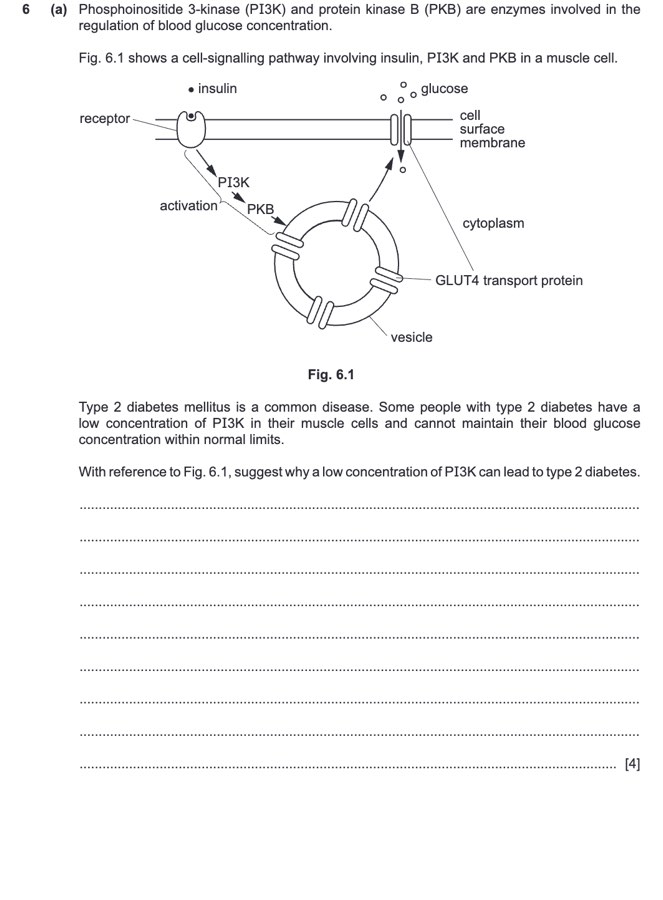 6 (a) Phosphoinositide 3-kinase (PI3K) and protein kinase B (PKB) are enzymes involved in the
regulation of blood glucose concentration.
Fig. 6.1 shows a cell-signalling pathway involving insulin, PI3K and PKB in a muscle cell.
insulin
glucose
receptor
cell
surface
membrane
PI3K
activation
PKB
cytoplasm
GLUT4 transport protein
vesicle
Fig. 6.1
Type 2 diabetes mellitus is a common disease. Some people with type 2 diabetes have a
low concentration of PI3K in their muscle cells and cannot maintain their blood glucose
concentration within normal limits.
With reference to Fig. 6.1, suggest why a low concentration of PI3K can lead to type 2 diabetes.
[4]